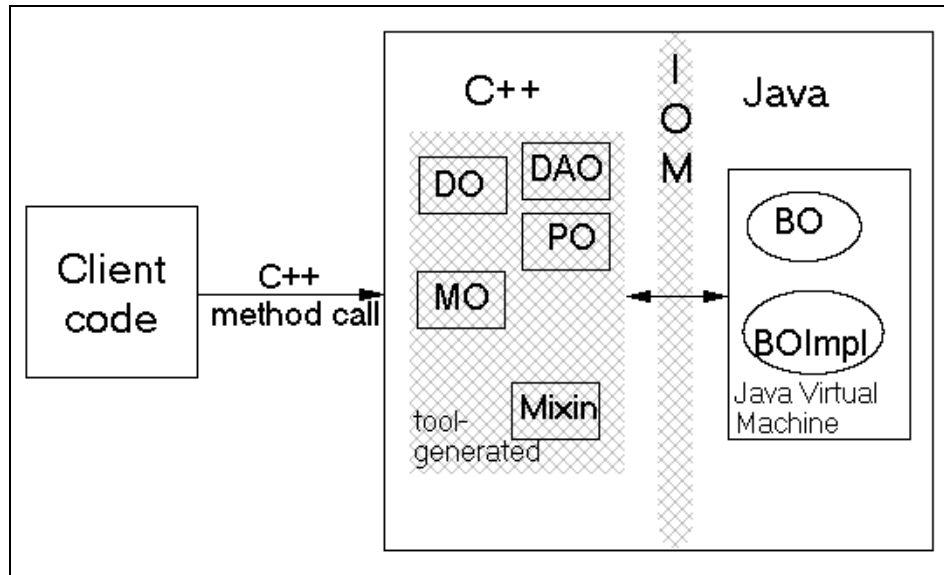 Client
code
C++
method call
C++
DO
DAO
PO
MO
Mixin
tool-
generated
I
O
M
Java
BO
BOImpl
Java Virtual
Machine